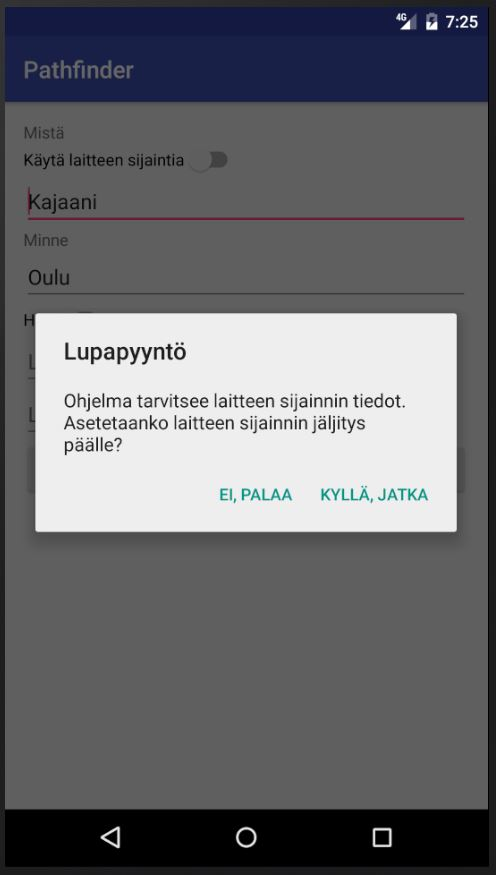 4G 7:25
Pathfinder
Mistä
Käytä laitteen sijaintia
Kajaani
Minne
Oulu
Lupapyyntö
Ohjelma tarvitsee laitteen sijainnin tiedot.
Asetetaanko laitteen sijainnin jäljitys
päälle?
EI, PALAA KYLLÄ, JATKA